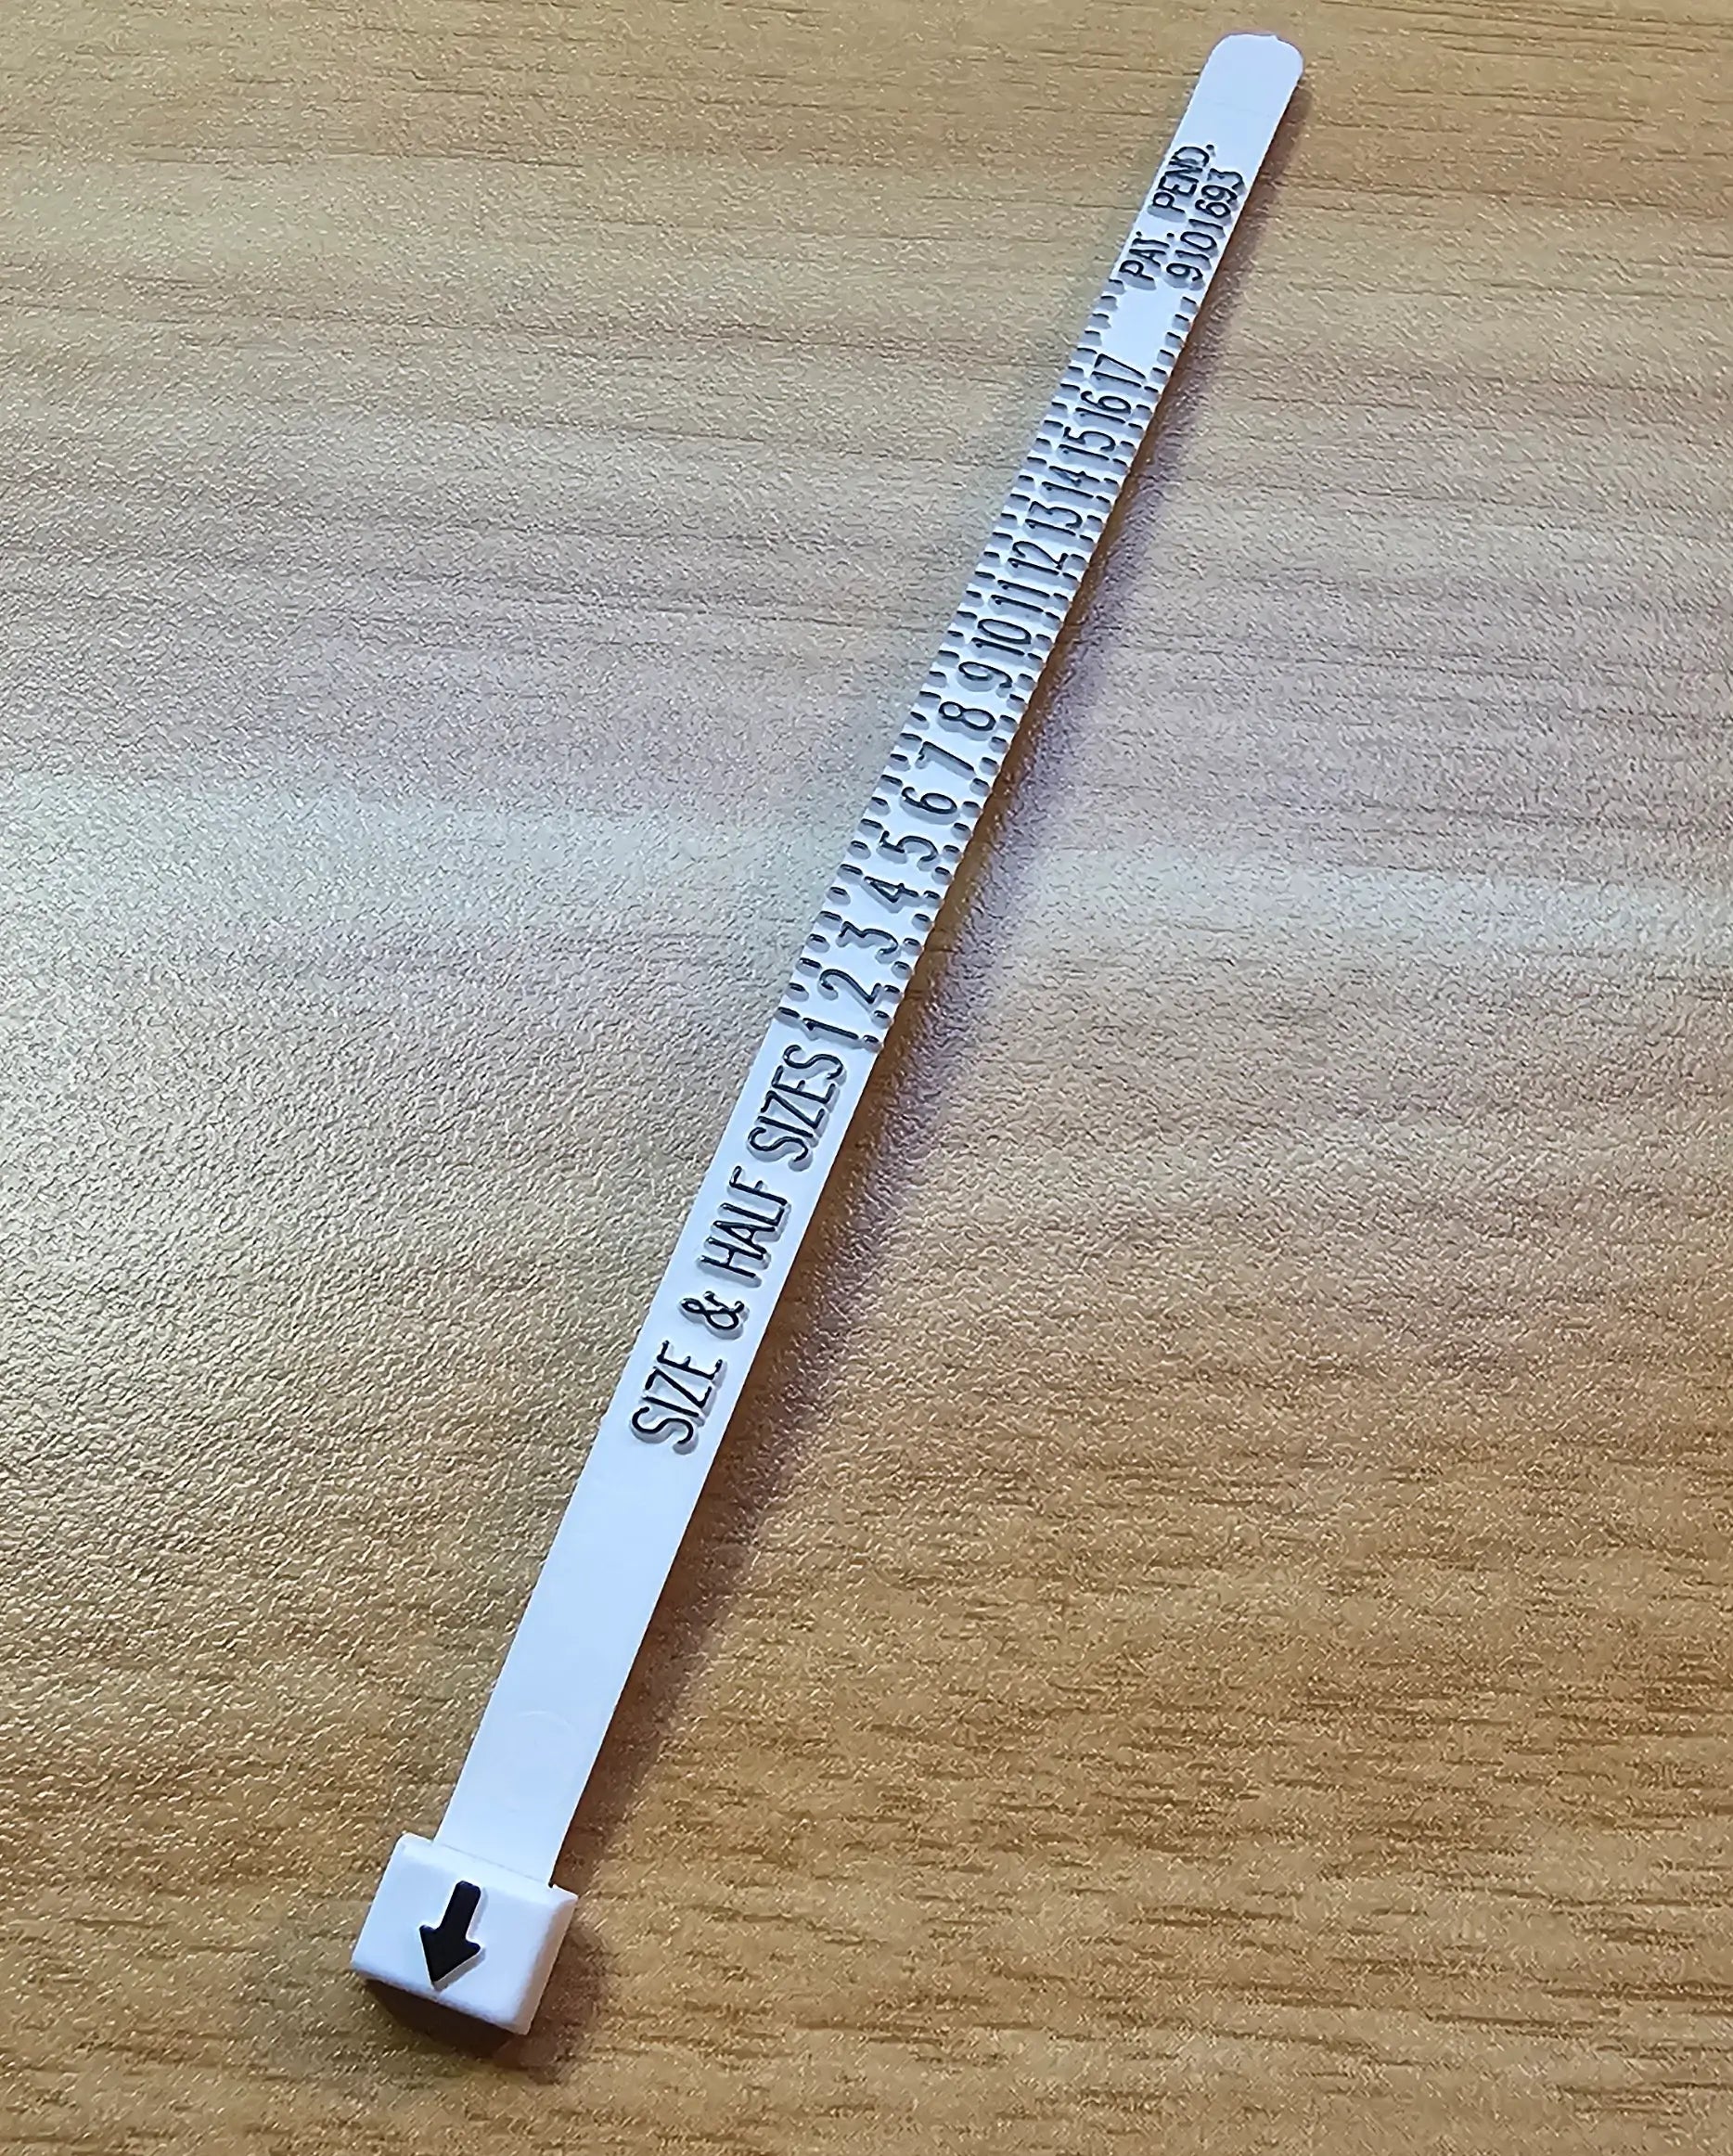 SIZE & HALF SIZES 1 2 3 4 5 6 7 8 9 10 11 12 13 14 15 16 17
PAT. PEND.
9101693